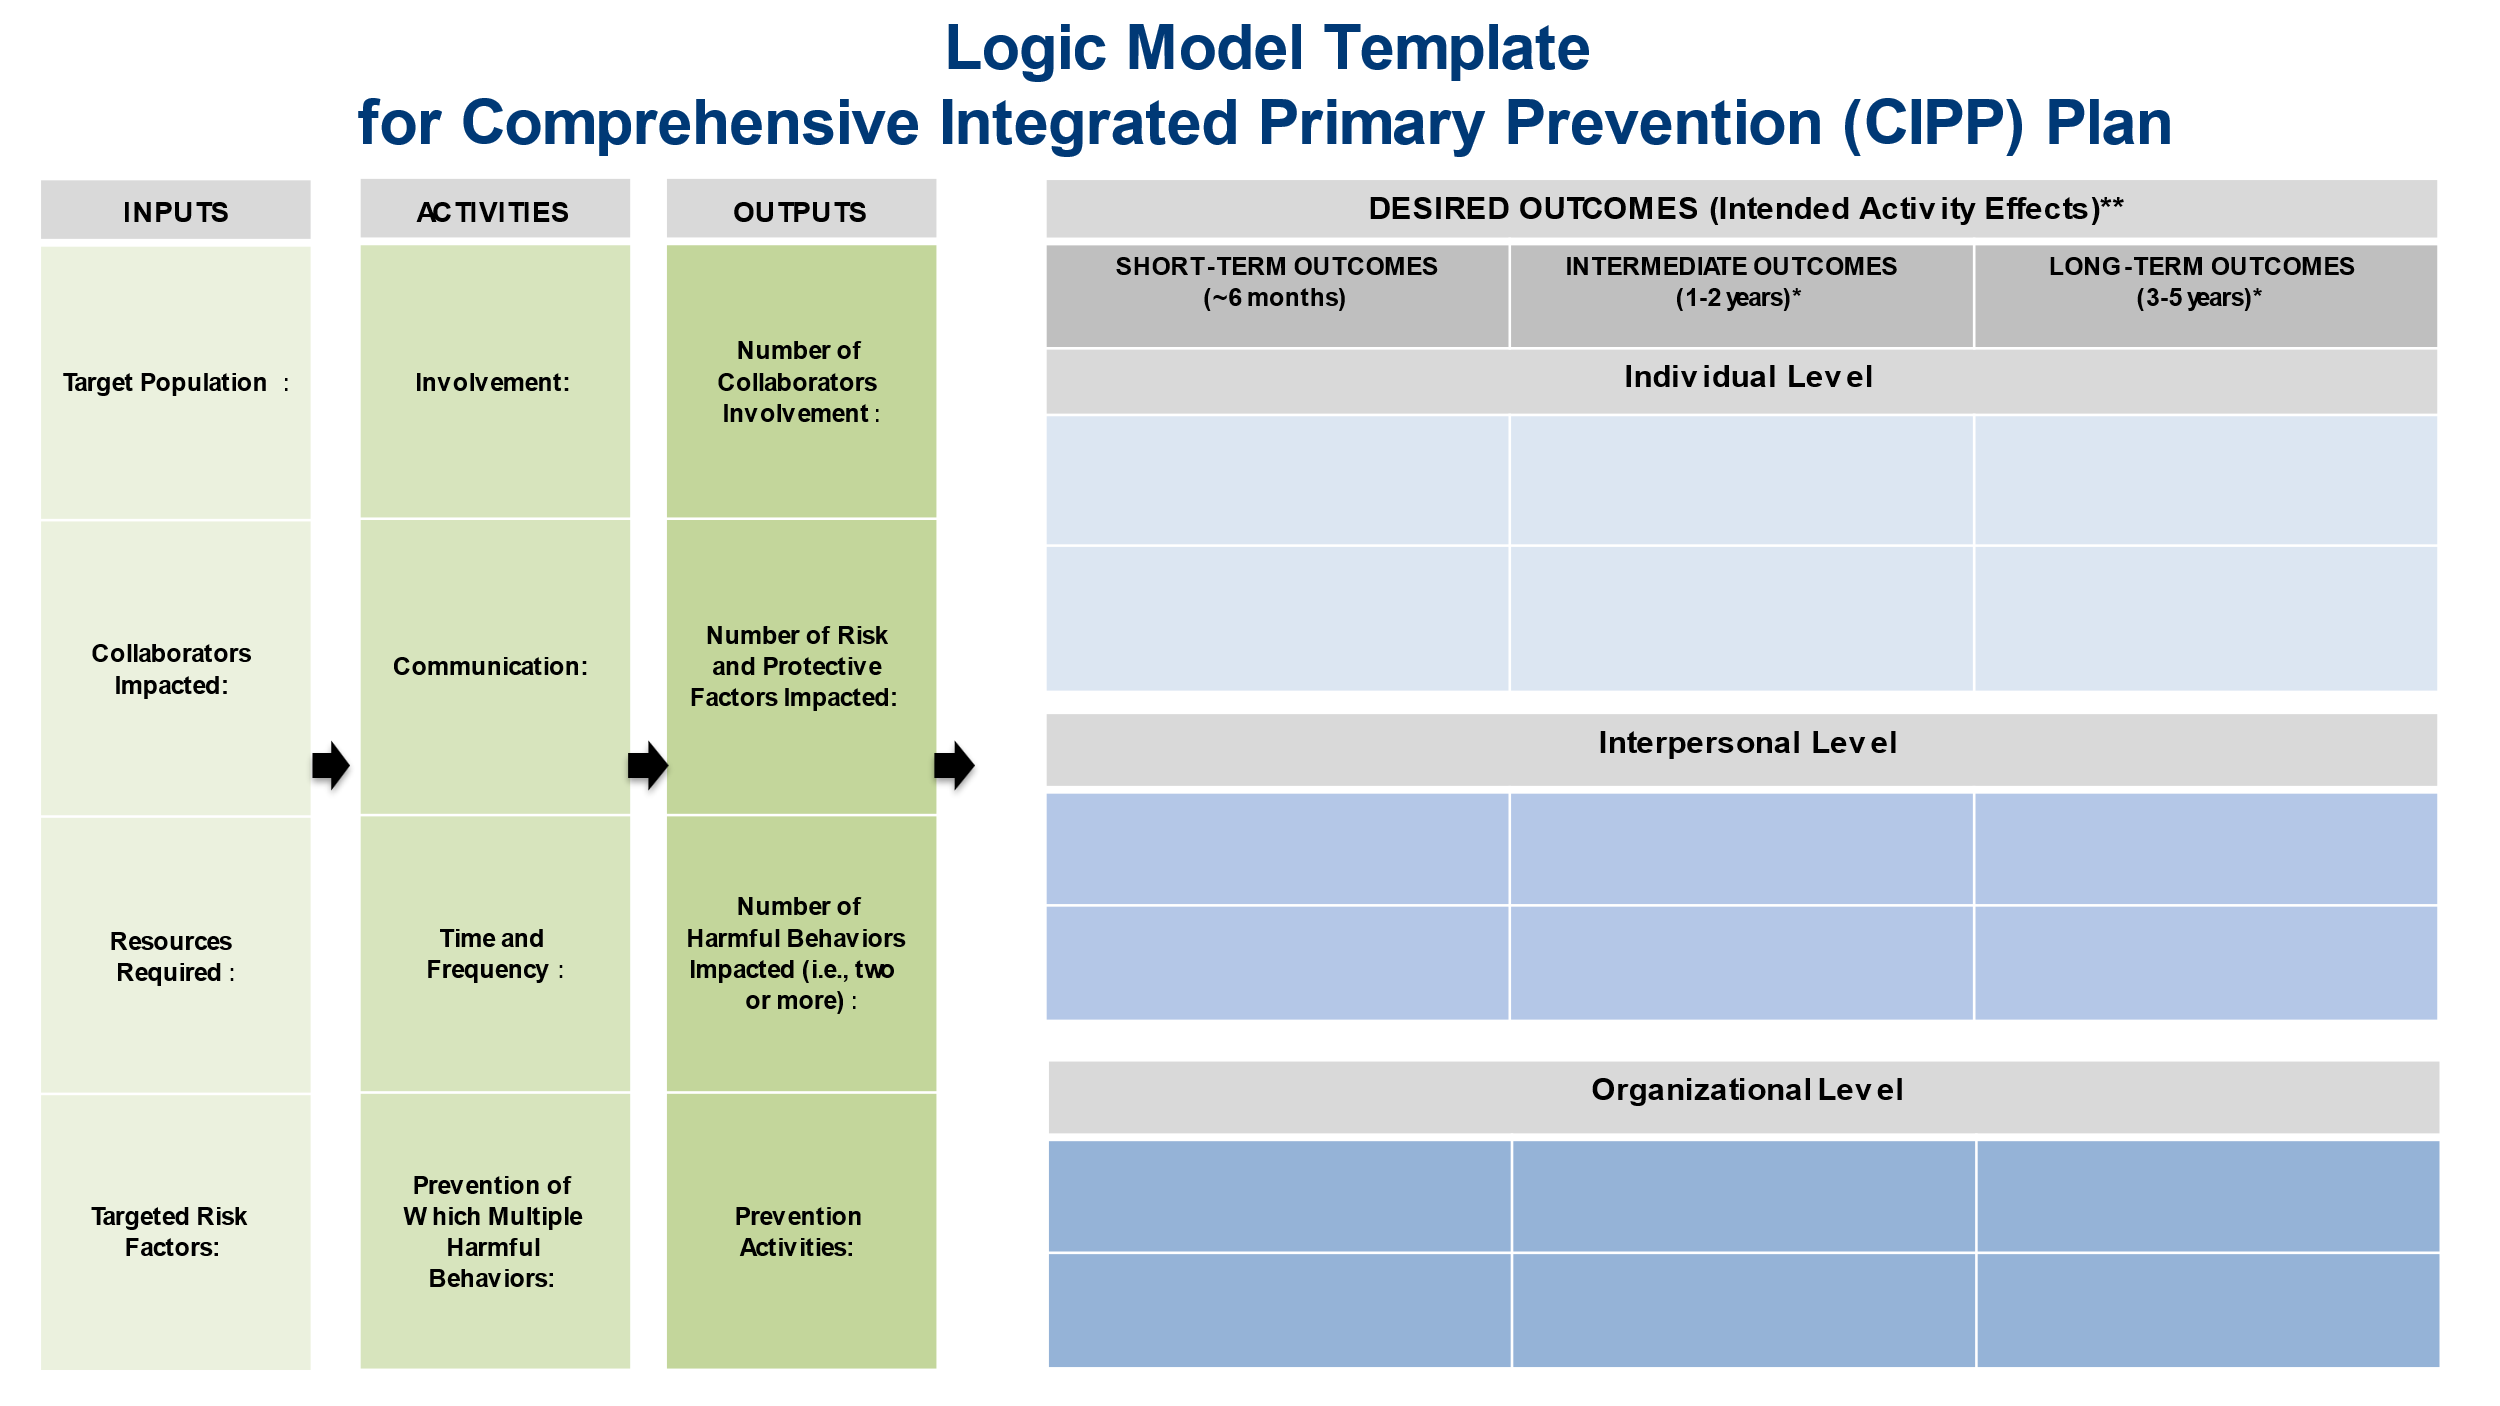 Logic Model Template
for Comprehensive Integrated Primary Prevention (CIPP) Plan
INPUTS
Target Population :
Collaborators
Impacted:
Resources
Required :
Targeted Risk
Factors:
ACTIVITIES
Involvement:
Communication:
Time and
Frequency :
Prevention of
Which Multiple
Harmful
Behaviors:
OUTPUTS
Number of
Collaborators
Involvement :
Number of Risk
and Protective
Factors Impacted:
Number of
Harmful Behaviors
Impacted (i.e., two
or more) :
Prevention
Activities:
DESIRED OUTCOMES (Intended Activity Effects)**
SHORT-TERM OUTCOMES
(~6 months)
INTERMEDIATE OUTCOMES
(1-2 years)*
LONG-TERM OUTCOMES
(3-5 years)*
Individual Level
Interpersonal Level
Organizational Level